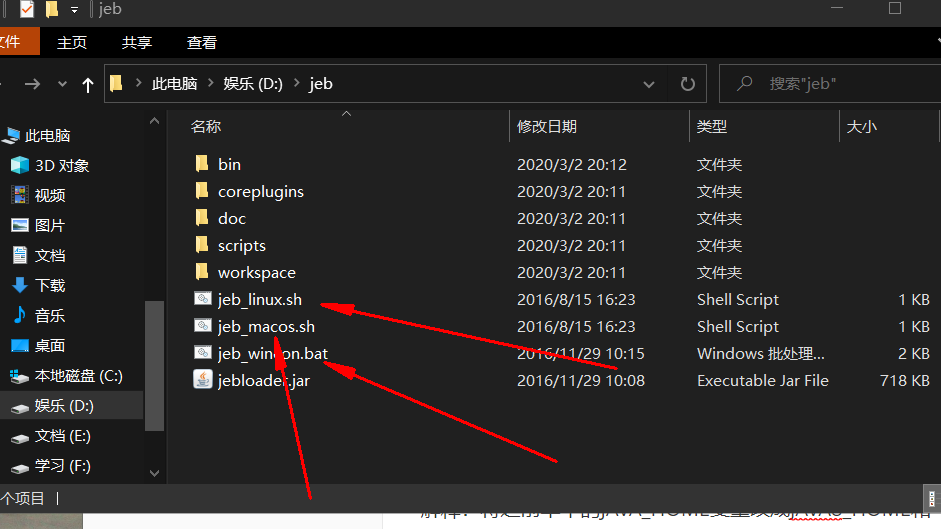 jeb
文件 主页 共享 查看
此电脑 娱乐 (D:) jeb 搜索"jeb"
名称 修改日期 类型 大小
此电脑
3D 对象
视频
图片
文档
下载
音乐
桌面
本地磁盘 (C:)
娱乐 (D:)
文档 (E:)
学习 (F:)
bin 2020/3/2 20:12 文件夹
coreplugins 2020/3/2 20:11 文件夹
doc 2020/3/2 20:11 文件夹
scripts 2020/3/2 20:11 文件夹
workspace 2020/3/2 20:11 文件夹
jeb_linux.sh 2016/8/15 16:23 Shell Script 1 KB
jeb_macos.sh 2016/8/15 16:23 Shell Script 1 KB
jeb_wincon.bat 2016/11/29 10:15 Windows 批处理... 2 KB
jebloader.jar 2016/11/29 10:08 Executable Jar File 718 KB
个项目